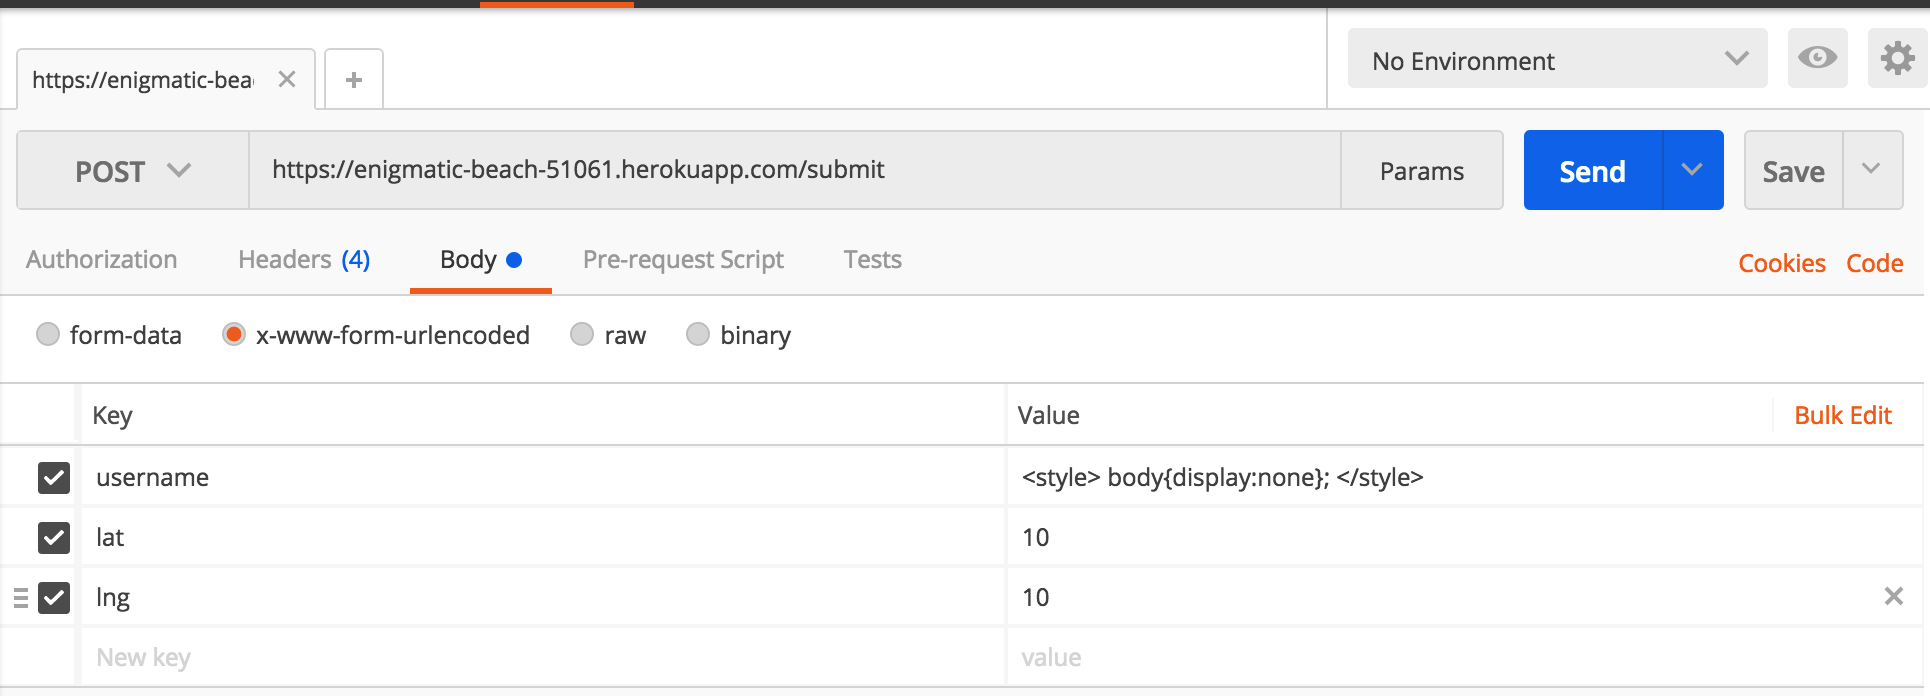 https://enigmatic-bea
No Environment
POST https://enigmatic-beach-51061.herokuapp.com/submit Params Send Save
Authorization Headers (4) Body Pre-request Script Tests Cookies Code
form-data x-www-form-urlencoded raw binary
Key Value Bulk Edit
username <style> body{display:none}; </style>
lat 10
lng 10
New key value